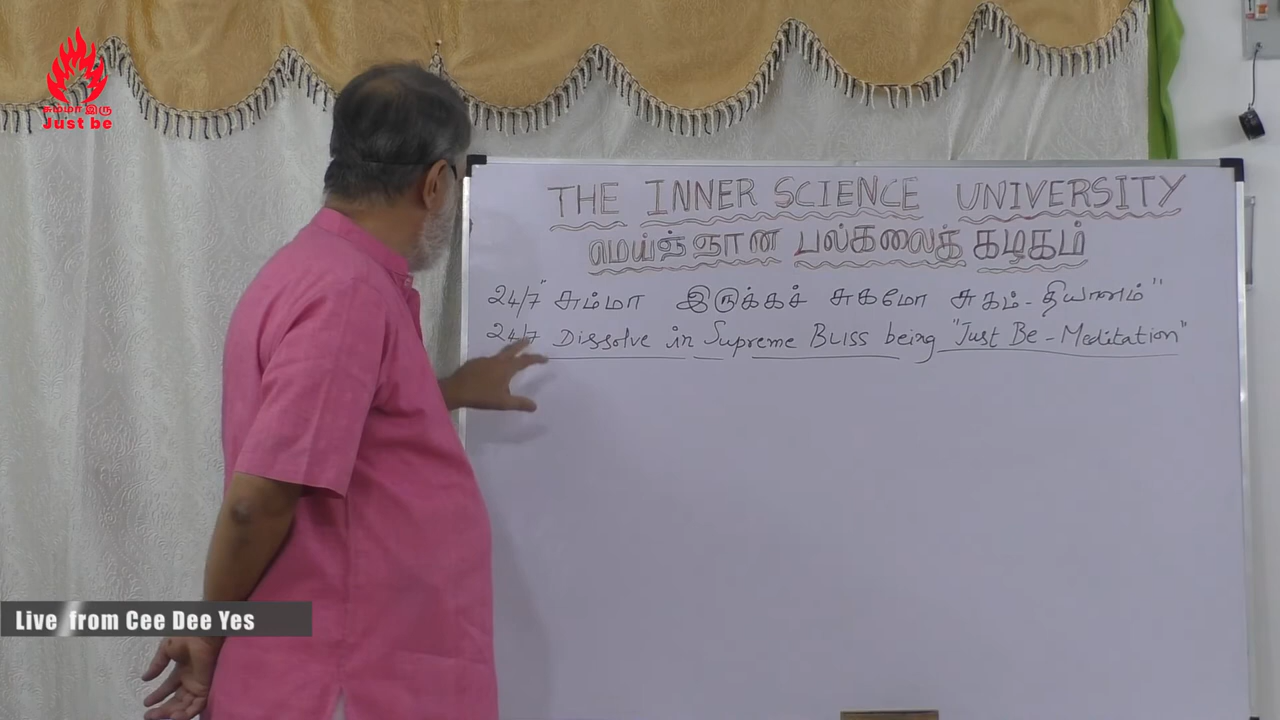 சும்மா இரு
Just be
THE INNER SCIENCE UNIVERSITY
மெய்ஞ்ஞான பல்கலைக் கழகம்
24/7 "சும்மா இருக்கச் சுகமோ சுகம் - தியானம்"
24/7 Dissolve in Supreme BLISS being "Just Be - Meditation"
Live from Cee Dee Yes